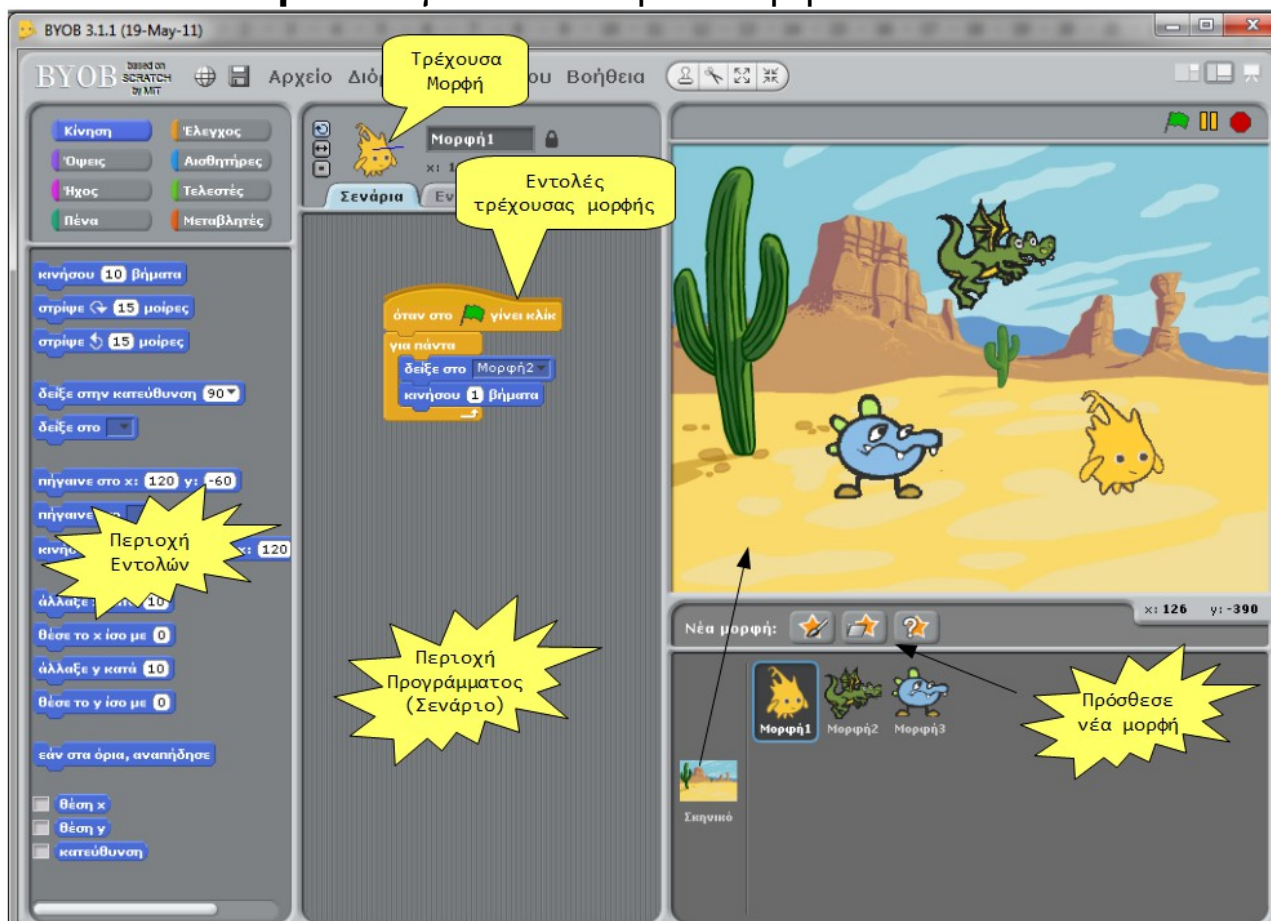 BYOB 3.1.1 (19-May-11)
BYOB based on SCRATCH by MIT
Αρχείο
Βοήθεια
Τρέχουσα
Μορφή
Κίνηση
Έλεγχος
Όψεις
Αισθητήρες
Ήχος
Τελεστές
Πένα
Μεταβλητές
Μορφή1
Σενάρια
Εντολές
τρέχουσας μορφής
κινήσου 10 βήματα
στρίψε 15 μοίρες
στρίψε 15 μοίρες
δείξε στην κατεύθυνση 90
δείξε στο
πήγαινε στο x: 120 y: -60
πήγαινε
x: 120
Περιοχή
Εντολών
άλλαξε
10
θέσε το x ίσο με 0
άλλαξε y κατά 10
θέσε το y ίσο με 0
εάν στα όρια, αναπήδησε
θέση x
θέση y
κατεύθυνση
όταν στο γίνει κλίκ
για πάντα
δείξε στο Μορφή2
κινήσου 1 βήματα
Περιοχή
Προγράμματος
(Σενάριο)
x: 126 y: -390
Νέα μορφή:
Μορφή1 Μορφή2 Μορφή3
Σκηνικό
Πρόσθεσε
νέα μορφή